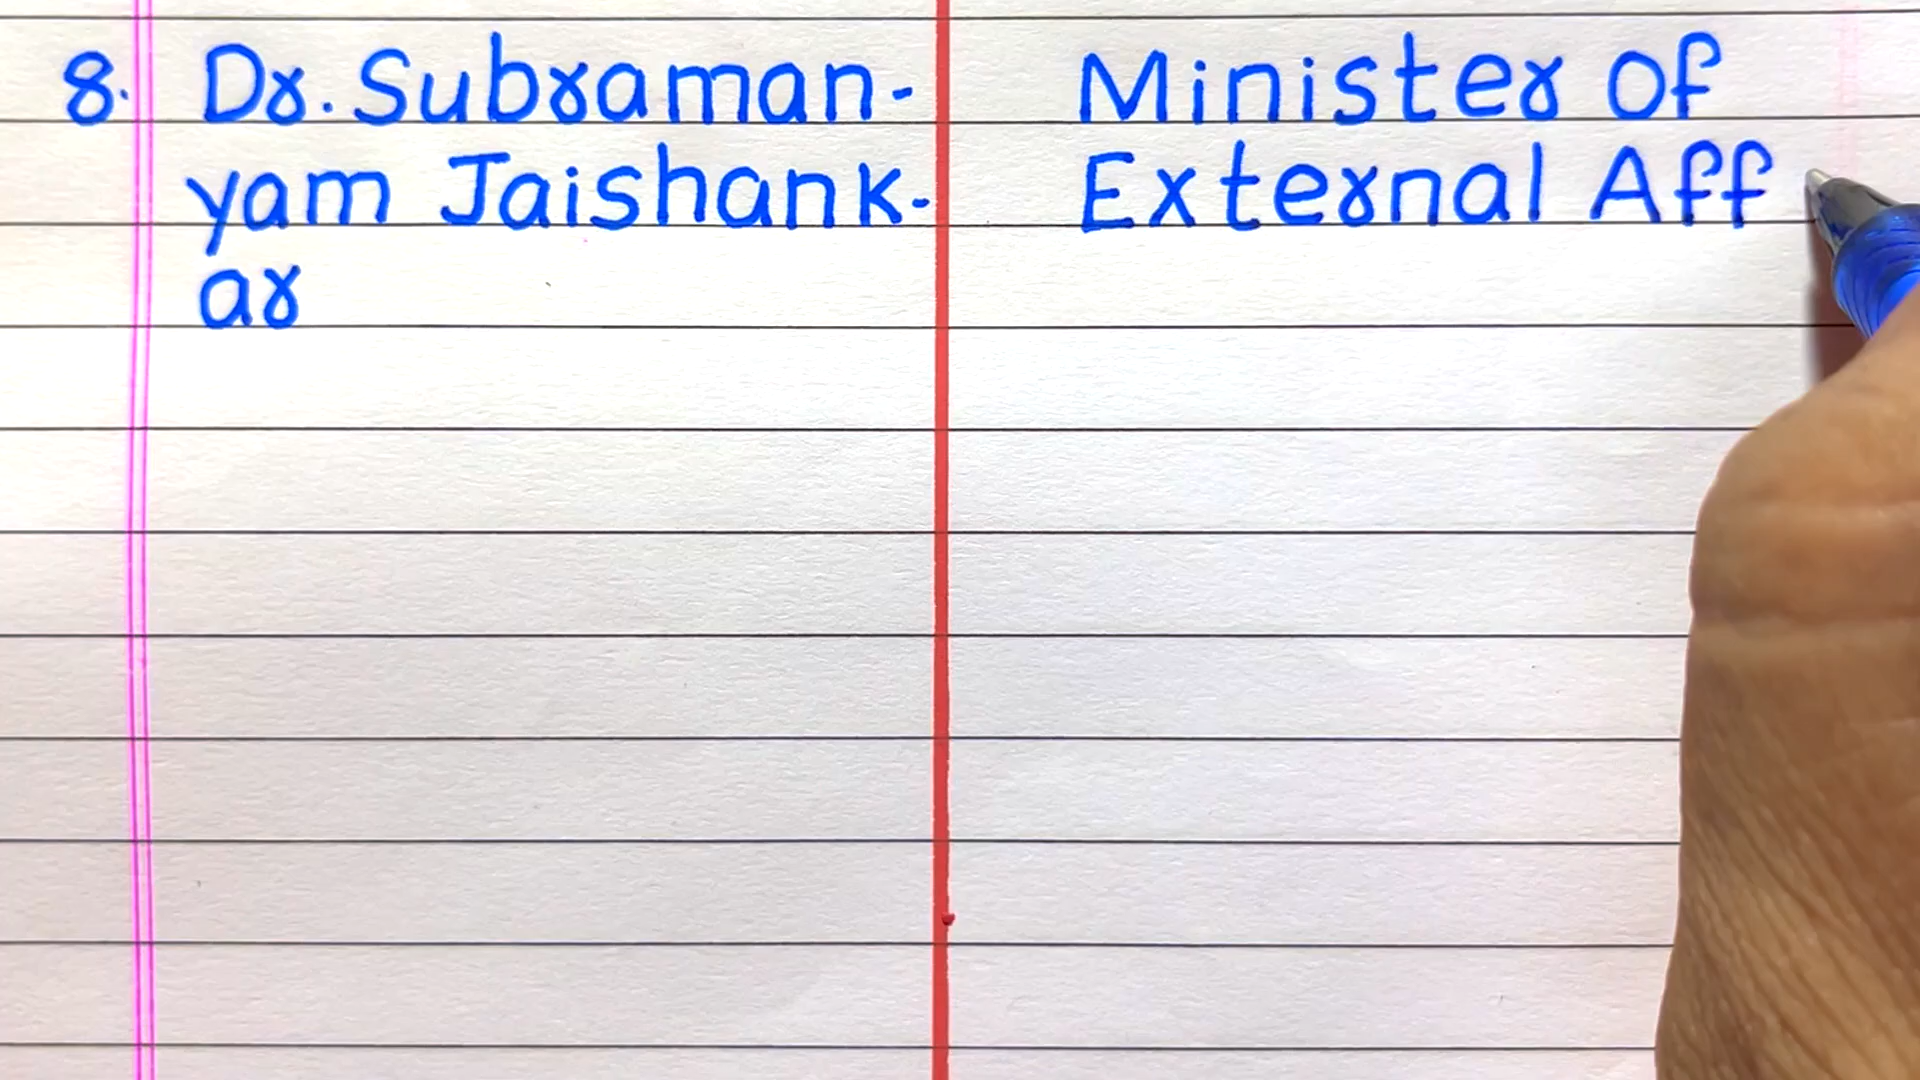 8. Dr. Subraman-
yam Jaishank-
ar
Minister Of
External Aff